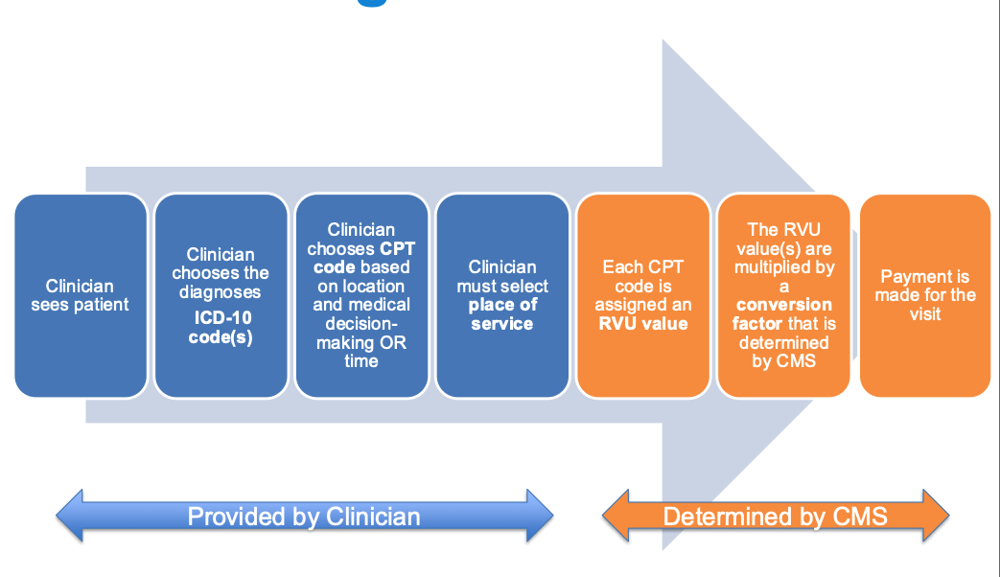 Clinician
sees patient
Clinician
chooses the
diagnoses
ICD-10
code(s)
Clinician
chooses CPT
code based
on location
and medical
decision-
making OR
time
Clinician
must select
place of
service
Each CPT
code is
assigned an
RVU value
The RVU
value(s) are
multiplied by
a
conversion
factor that is
determined
by CMS
Payment is
made for the
visit
Provided by Clinician
Determined by CMS